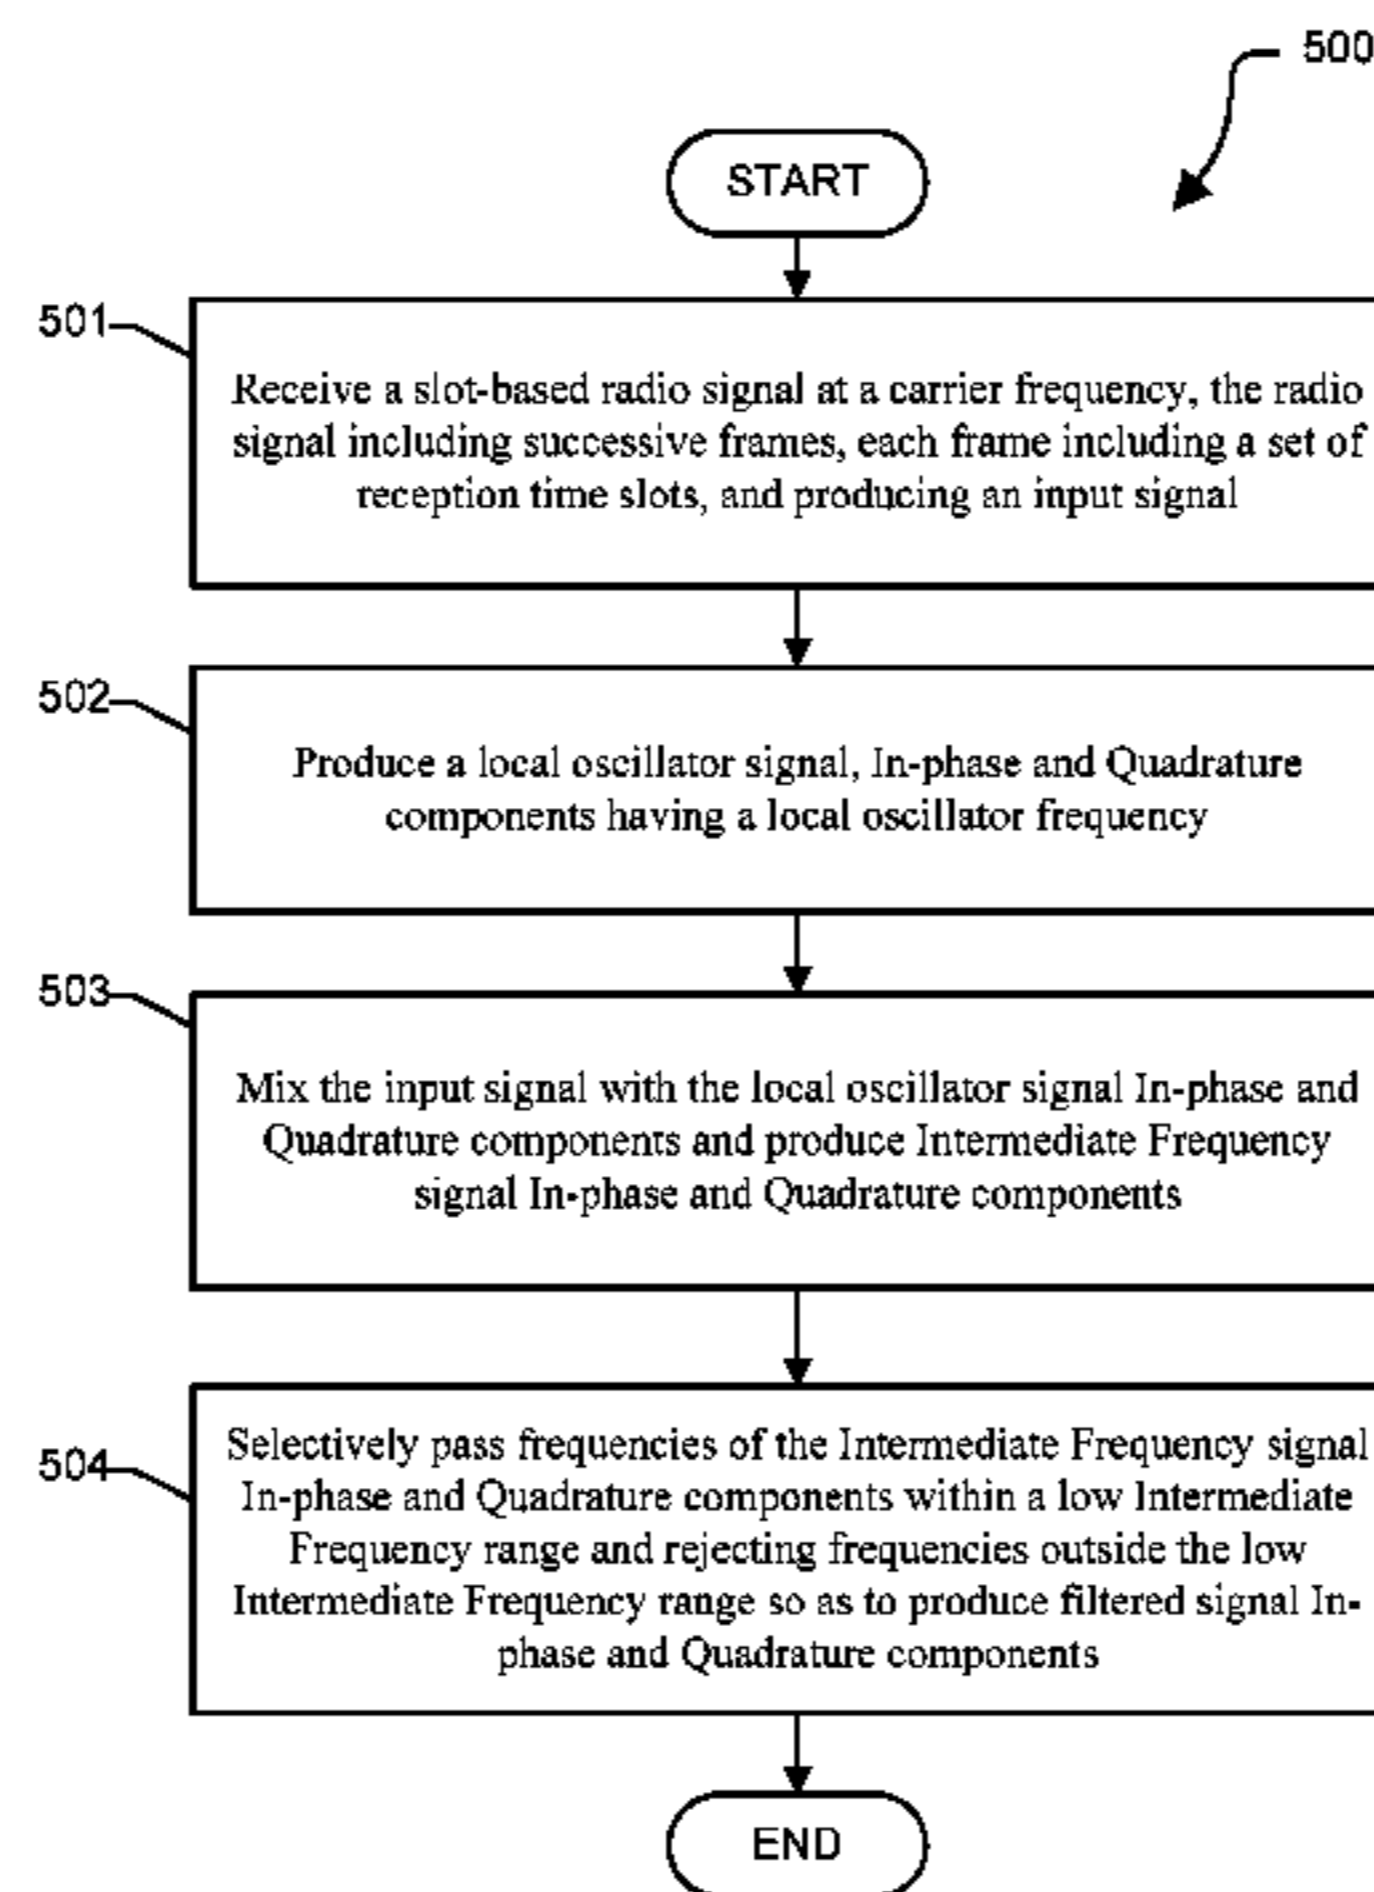 500
START
501
Receive a slot-based radio signal at a carrier frequency, the radio
signal including successive frames, each frame including a set of
reception time slots, and producing an input signal
502
Produce a local oscillator signal, In-phase and Quadrature
components having a local oscillator frequency
503
Mix the input signal with the local oscillator signal In-phase and
Quadrature components and produce Intermediate Frequency
signal In-phase and Quadrature components
504
Selectively pass frequencies of the Intermediate Frequency signal
In-phase and Quadrature components within a low Intermediate
Frequency range and rejecting frequencies outside the low
Intermediate Frequency range so as to produce filtered signal In-
phase and Quadrature components
END